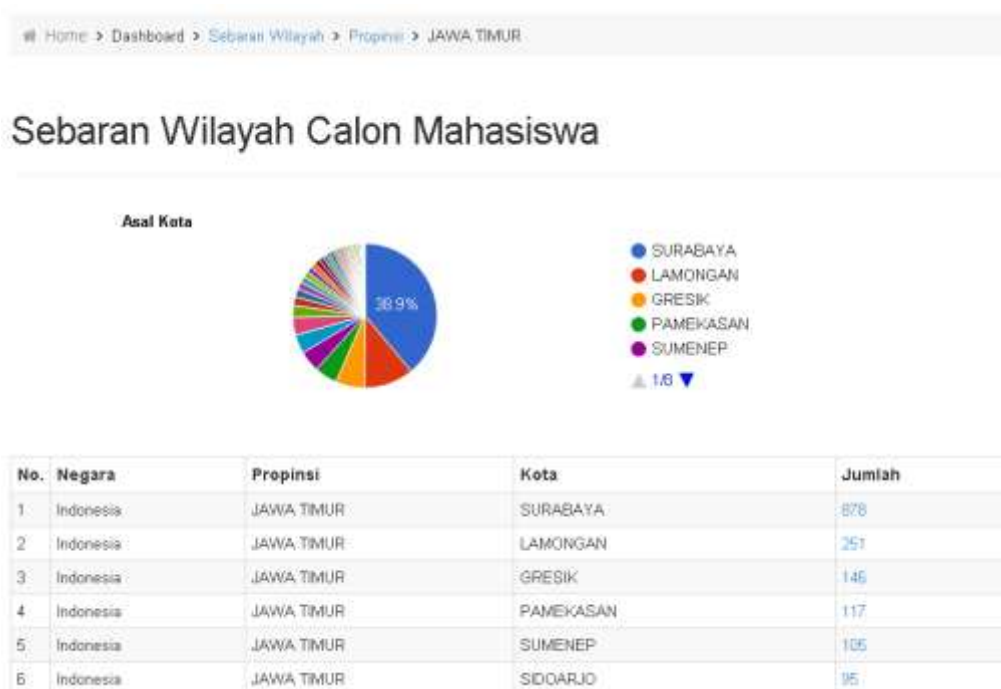 Home > Dashboard > Sebaran Wilayah > Propinsi > JAWA TIMUR
Sebaran Wilayah Calon Mahasiswa
Asal Kota
38.9%
SURABAYA
LAMONGAN
GRESIK
PAMEKASAN
SUMENEP
1/8
No. Negara Propinsi Kota Jumlah
1 Indonesia JAWA TIMUR SURABAYA 878
2 Indonesia JAWA TIMUR LAMONGAN 251
3 Indonesia JAWA TIMUR GRESIK
4 Indonesia JAWA TIMUR PAMEKASAN 117
5 Indonesia JAWA TIMUR SUMENEP 105
6 Indonesia JAWA TIMUR SIDOARJO 95